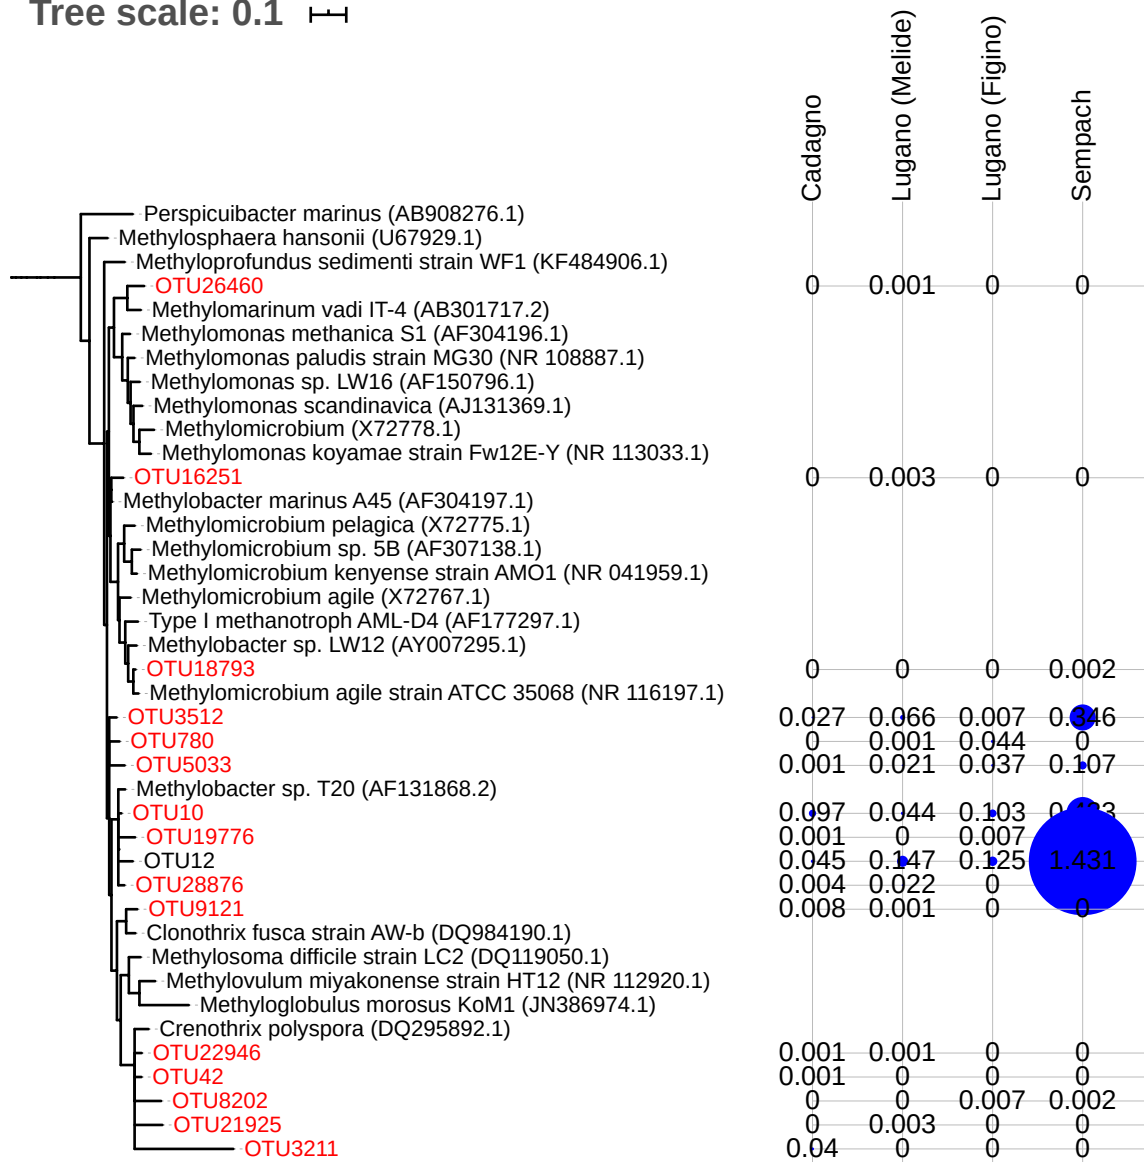 Tree scale: 0.1
Cadagno
Lugano (Melide)
Lugano (Figino)
Sempach
Perspicuibacter marinus (AB908276.1)
Methylosphaera hansonii (U67929.1)
Methyloprofundus sedimenti strain WF1 (KF484906.1)
OTU26460 0 0.001 0 0
Methylomarinum vadi IT-4 (AB301717.2)
Methylomonas methanica S1 (AF304196.1)
Methylomonas paludis strain MG30 (NR 108887.1)
Methylomonas sp. LW16 (AF150796.1)
Methylomonas scandinavica (AJ131369.1)
Methylomicrobium (X72778.1)
Methylomonas koyamae strain Fw12E-Y (NR 113033.1)
OTU16251 0 0.003 0 0
Methylobacter marinus A45 (AF304197.1)
Methylomicrobium pelagica (X72775.1)
Methylomicrobium sp. 5B (AF307138.1)
Methylomicrobium kenyense strain AMO1 (NR 041959.1)
Methylomicrobium agile (X72767.1)
Type I methanotroph AML-D4 (AF177297.1)
Methylobacter sp. LW12 (AY007295.1)
OTU18793 0 0 0 0.002
Methylomicrobium agile strain ATCC 35068 (NR 116197.1)
OTU3512 0.027 0.066 0.007 0.346
OTU780 0 0.001 0.044 0
OTU5033 0.001 0.021 0.037 0.107
Methylobacter sp. T20 (AF131868.2)
OTU10 0.097 0.044 0.103
OTU19776 0.001 0 0.007
OTU12 0.045 0.147 0.125 1.431
OTU28876 0.004 0.022 0
OTU9121 0.008 0.001 0 0
Clonothrix fusca strain AW-b (DQ984190.1)
Methylosoma difficile strain LC2 (DQ119050.1)
Methylovulum miyakonense strain HT12 (NR 112920.1)
Methyloglobulus morosus KoM1 (JN386974.1)
Crenothrix polyspora (DQ295892.1)
OTU22946 0.001 0.001 0 0
OTU42 0.001 0 0 0
OTU8202 0 0 0.007 0.002
OTU21925 0 0.003 0 0
OTU3211 0.04 0 0 0